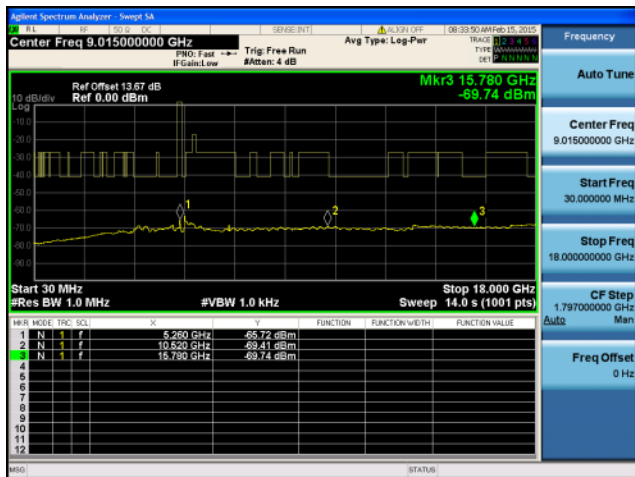 Agilent Spectrum Analyzer - Swept SA
RL RF 50 Ω DC SENSE:INT ALIGN OFF 08:33:50 AM Feb 15, 2015
Center Freq 9.015000000 GHz
PNO: Fast
IFGain:Low
Trig: Free Run
#Atten: 4 dB
Avg Type: Log-Pwr
TRACE 1 2 3 4 5 6
TYPE
DET P N N N N N
Ref Offset 13.67 dB
10 dB/div Ref 0.00 dBm
Log
Mkr3 15.780 GHz
-69.74 dBm
-10.0
-20.0
-30.0
-40.0
-50.0
-60.0
-70.0
-80.0
-90.0
1
2
3
Start 30 MHz Stop 18.000 GHz
#Res BW 1.0 MHz #VBW 1.0 kHz Sweep 14.0 s (1001 pts)
MKR MODE TRC SCL X Y FUNCTION FUNCTION WIDTH FUNCTION VALUE
1 N 1 f 5.260 GHz -65.72 dBm
2 N 1 f 10.520 GHz -69.41 dBm
3 N 1 f 15.780 GHz -69.74 dBm
4
5
6
7
8
9
10
11
12
MSG STATUS
Frequency
Auto Tune
Center Freq
9.015000000 GHz
Start Freq
30.000000 MHz
Stop Freq
18.000000000 GHz
CF Step
1.797000000 GHz
Auto Man
Freq Offset
0 Hz